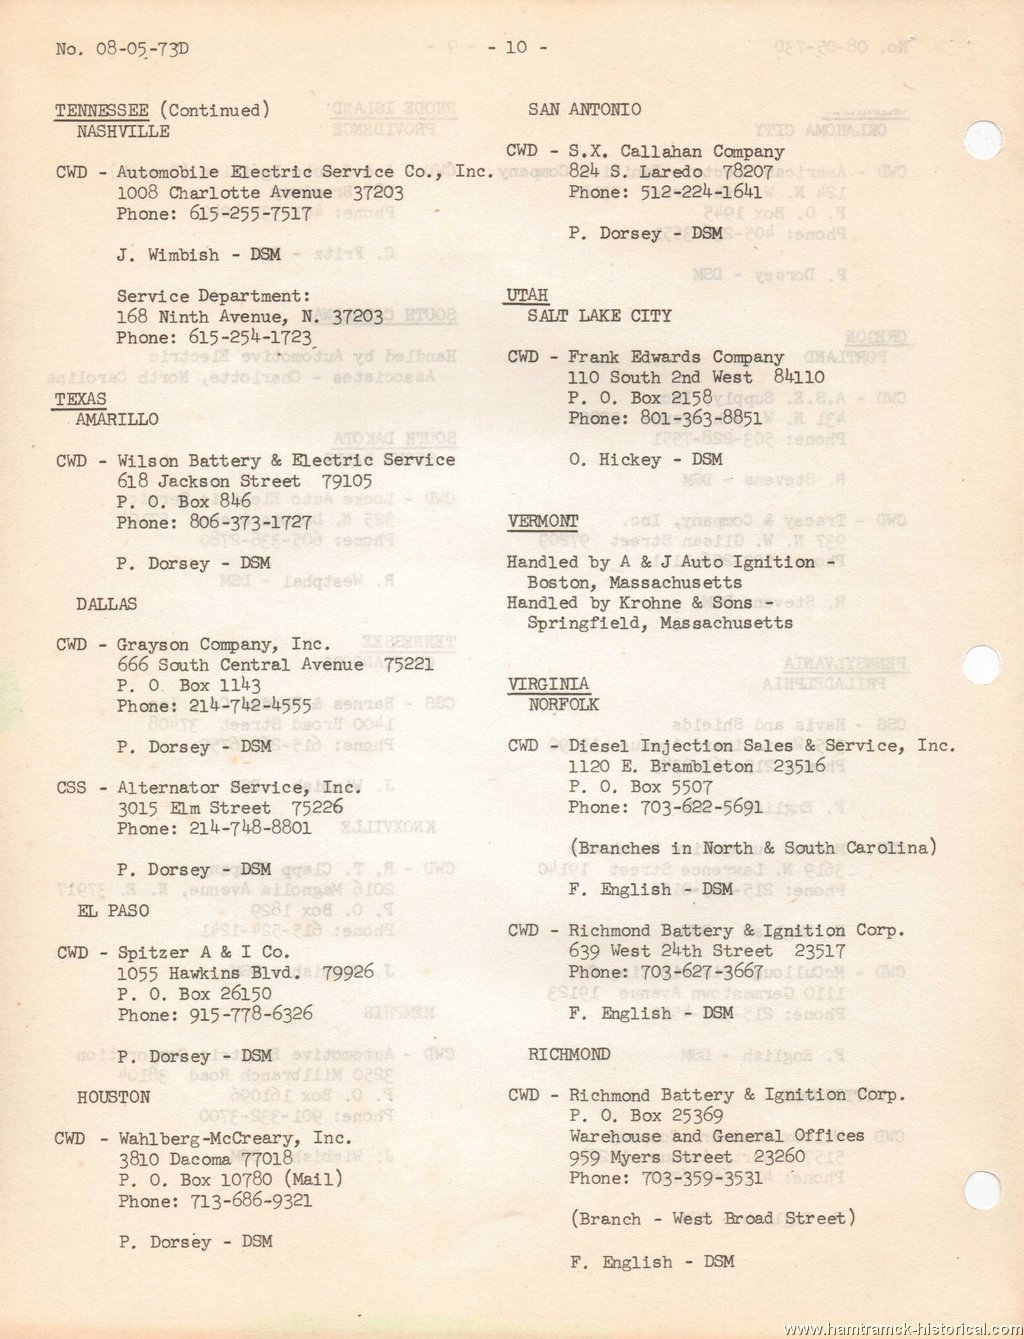 No. 08-05-73D
- 10 -
TENNESSEE (Continued)
NASHVILLE
CWD - Automobile Electric Service Co., Inc.
1008 Charlotte Avenue 37203
Phone: 615-255-7517
J. Wimbish - DSM
Service Department:
168 Ninth Avenue, N. 37203
Phone: 615-254-1723
TEXAS
AMARILLO
CWD - Wilson Battery & Electric Service
618 Jackson Street 79105
P. O. Box 846
Phone: 806-373-1727
P. Dorsey - DSM
DALLAS
CWD - Grayson Company, Inc.
666 South Central Avenue 75221
P. O. Box 1143
Phone: 214-742-4555
P. Dorsey - DSM
CSS - Alternator Service, Inc.
3015 Elm Street 75226
Phone: 214-748-8801
P. Dorsey - DSM
EL PASO
CWD - Spitzer A & I Co.
1055 Hawkins Blvd. 79926
P. O. Box 26150
Phone: 915-778-6326
P. Dorsey - DSM
HOUSTON
CWD - Wahlberg-McCreary, Inc.
3810 Dacoma 77018
P. O. Box 10780 (Mail)
Phone: 713-686-9321
P. Dorsey - DSM
SAN ANTONIO
CWD - S.X. Callahan Company
824 S. Laredo 78207
Phone: 512-224-1641
P. Dorsey - DSM
UTAH
SALT LAKE CITY
CWD - Frank Edwards Company
110 South 2nd West 84110
P. O. Box 2158
Phone: 801-363-8851
O. Hickey - DSM
VERMONT
Handled by A & J Auto Ignition -
Boston, Massachusetts
Handled by Krohne & Sons -
Springfield, Massachusetts
VIRGINIA
NORFOLK
CWD - Diesel Injection Sales & Service, Inc.
1120 E. Brambleton 23516
P. O. Box 5507
Phone: 703-622-5691
(Branches in North & South Carolina)
F. English - DSM
CWD - Richmond Battery & Ignition Corp.
639 West 24th Street 23517
Phone: 703-627-3667
F. English - DSM
RICHMOND
CWD - Richmond Battery & Ignition Corp.
P. O. Box 25369
Warehouse and General Offices
959 Myers Street 23260
Phone: 703-359-3531
(Branch - West Broad Street)
F. English - DSM
www.hamtramck-historical.com